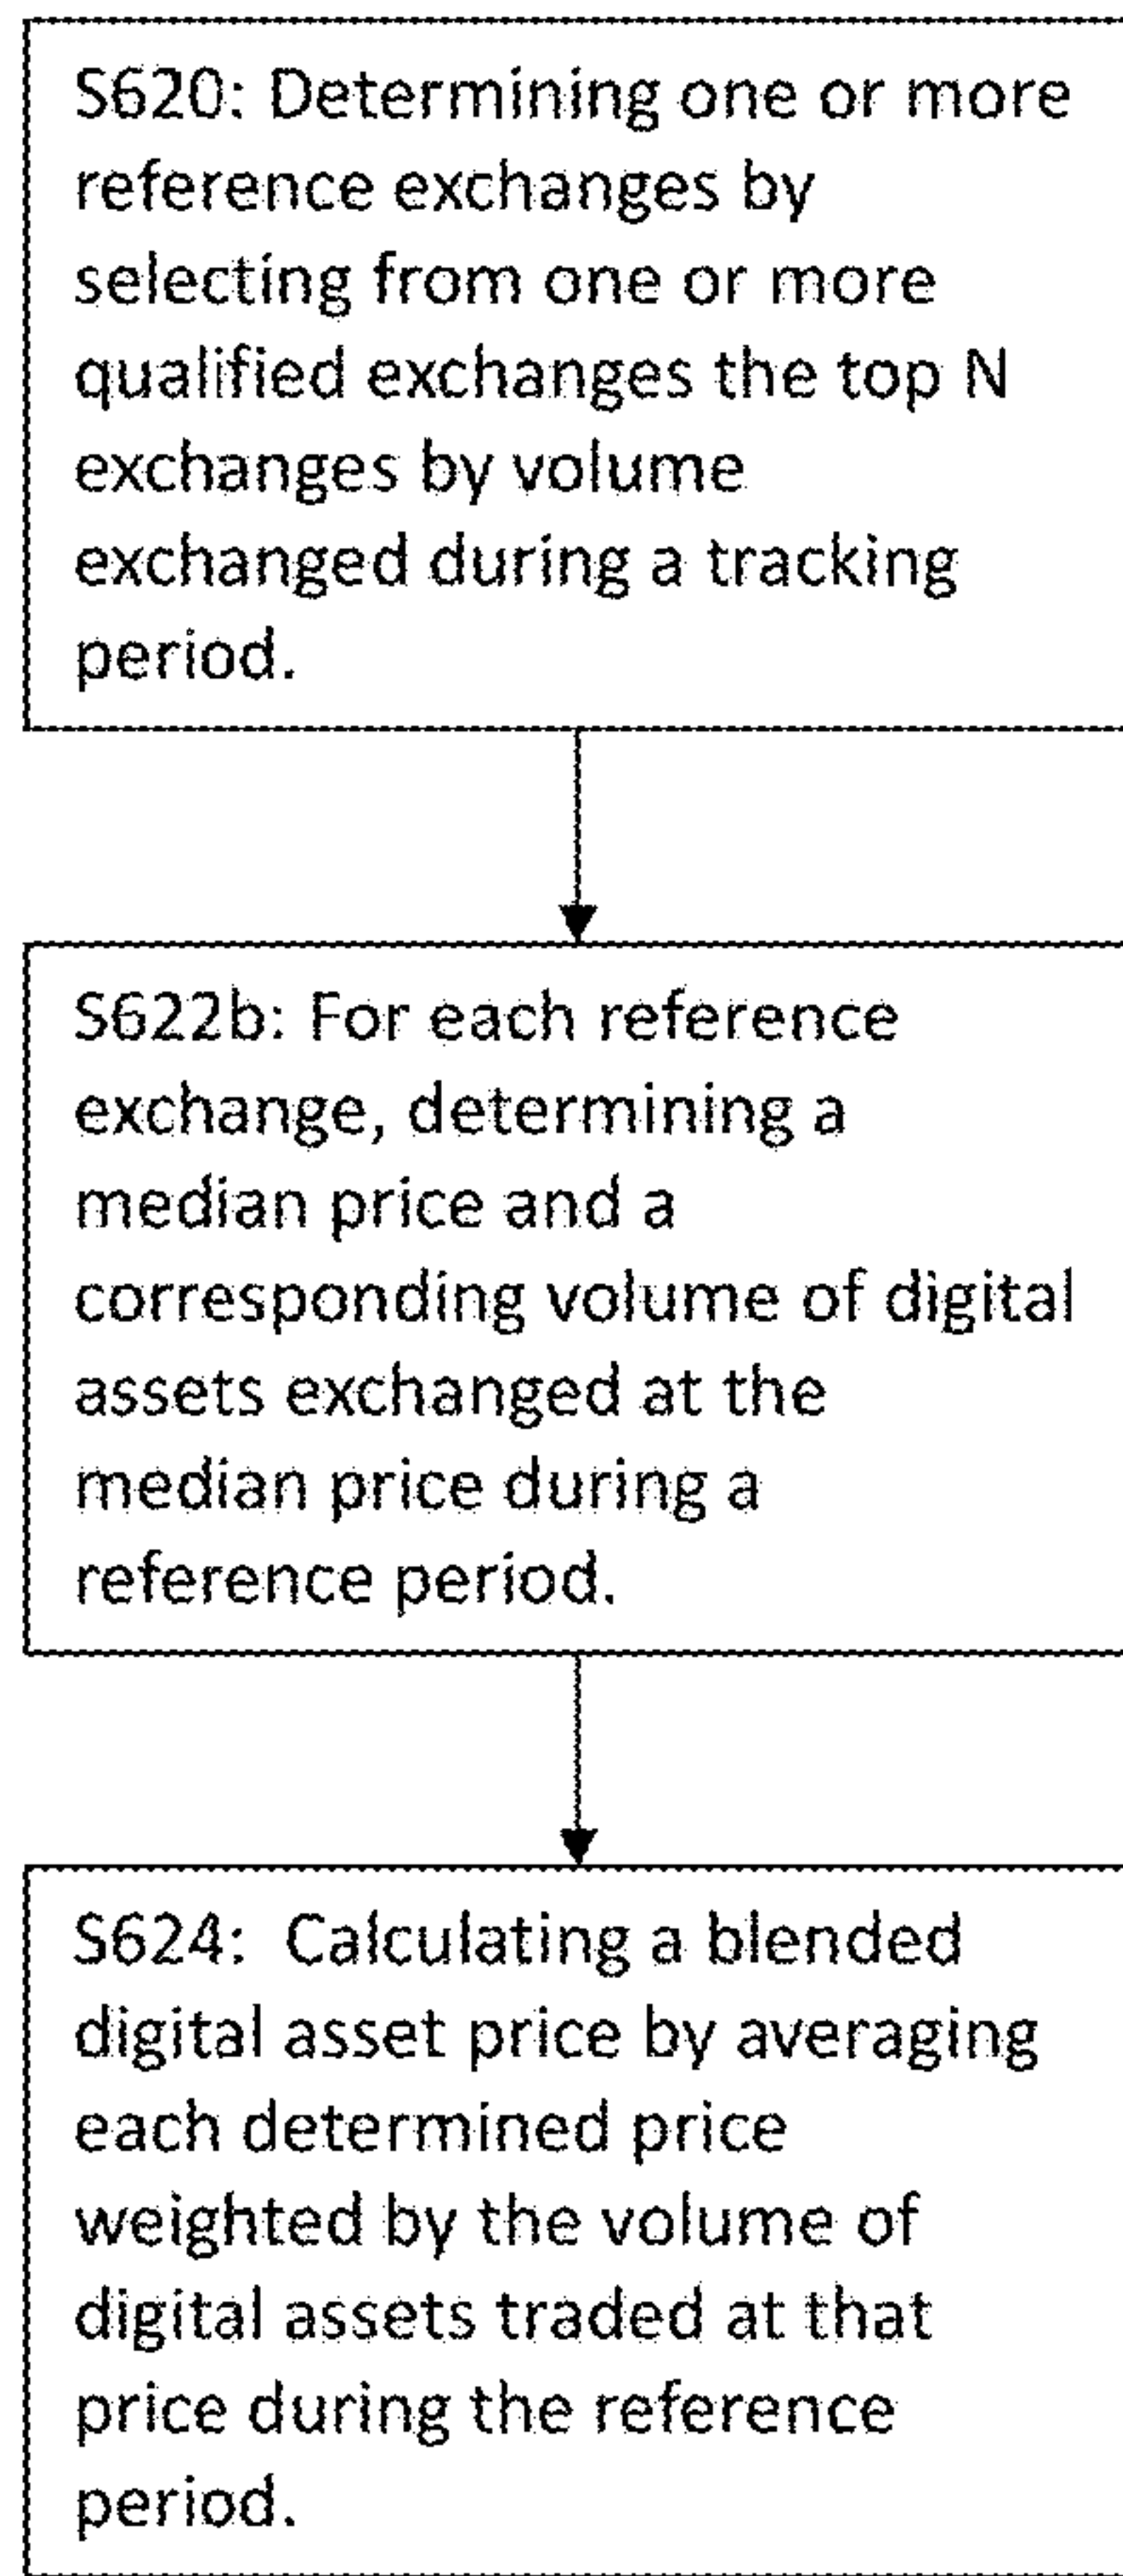 S620: Determining one or more
reference exchanges by
selecting from one or more
qualified exchanges the top N
exchanges by volume
exchanged during a tracking
period.
S622b: For each reference
exchange, determining a
median price and a
corresponding volume of digital
assets exchanged at the
median price during a
reference period.
S624:  Calculating a blended
digital asset price by averaging
each determined price
weighted by the volume of
digital assets traded at that
price during the reference
period.